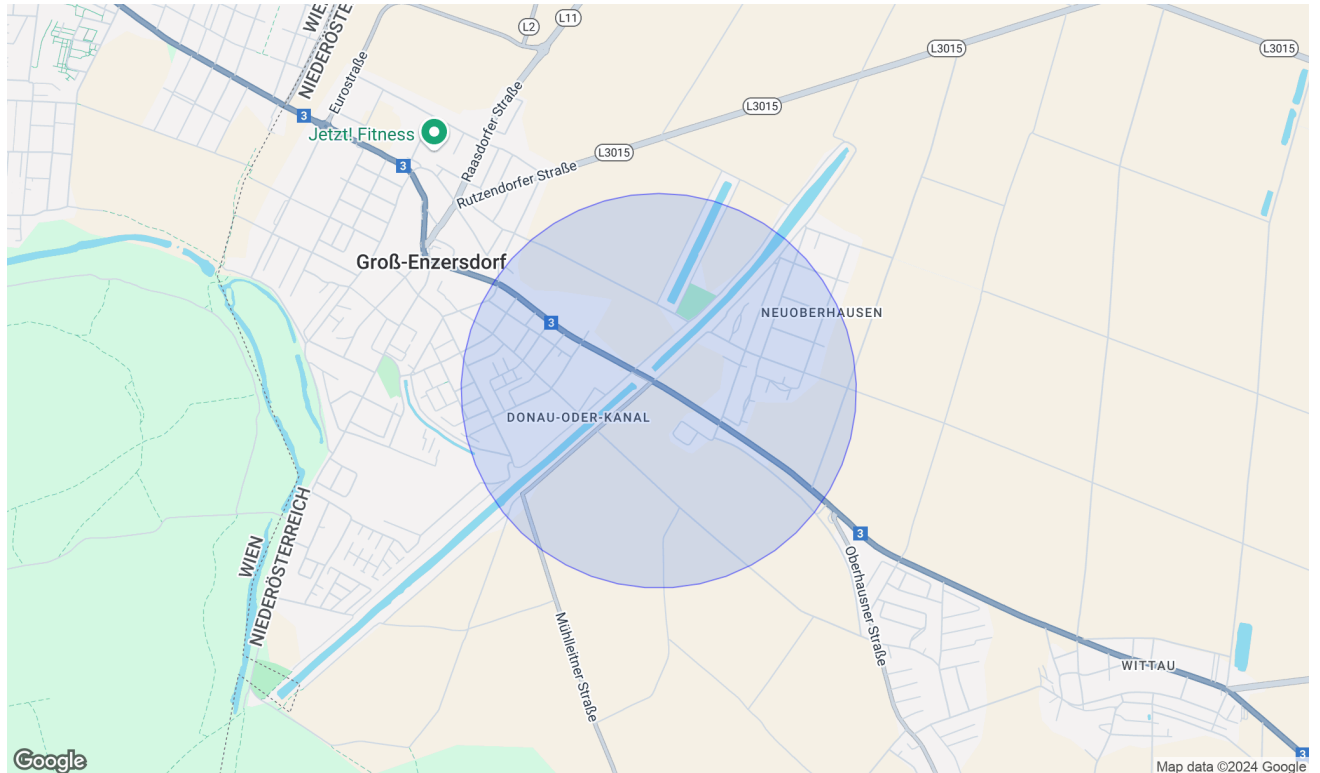 WIEN
NIEDERÖSTE
L2
L11
L3015
L3015
Eurostraße
3
Jetzt! Fitness
Raasdorfer Straße
L3015
3
L3015
Rutzendorfer Straße
Groß-Enzersdorf
3
NEUOBERHAUSEN
DONAU-ODER-KANAL
WIEN
NIEDERÖSTERREICH
3
Oberhausner Straße
Mühlleitner Straße
WITTAU
3
Google
Map data ©2024 Google